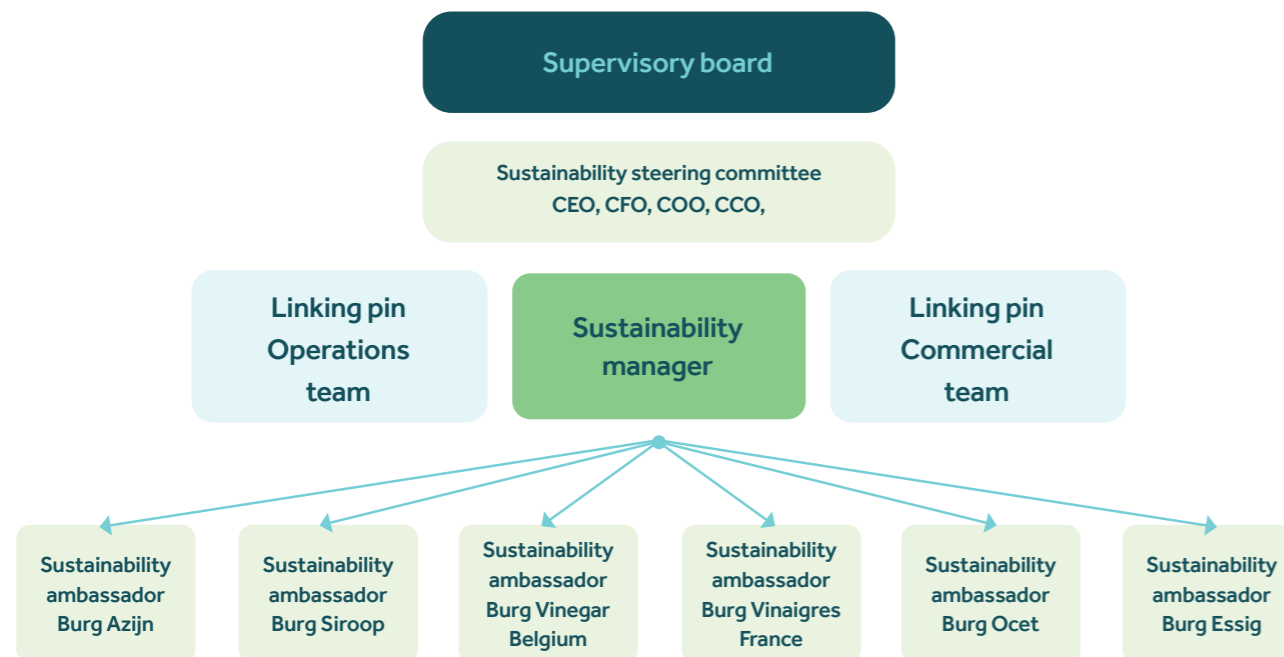 Supervisory board
Sustainability steering committee
CEO, CFO, COO, CCO,
Linking pin
Operations
team
Sustainability
manager
Linking pin
Commercial
team
Sustainability
ambassador
Burg Azijn
Sustainability
ambassador
Burg Siroop
Sustainability
ambassador
Burg Vinegar
Belgium
Sustainability
ambassador
Burg Vinaigres
France
Sustainability
ambassador
Burg Ocet
Sustainability
ambassador
Burg Essig